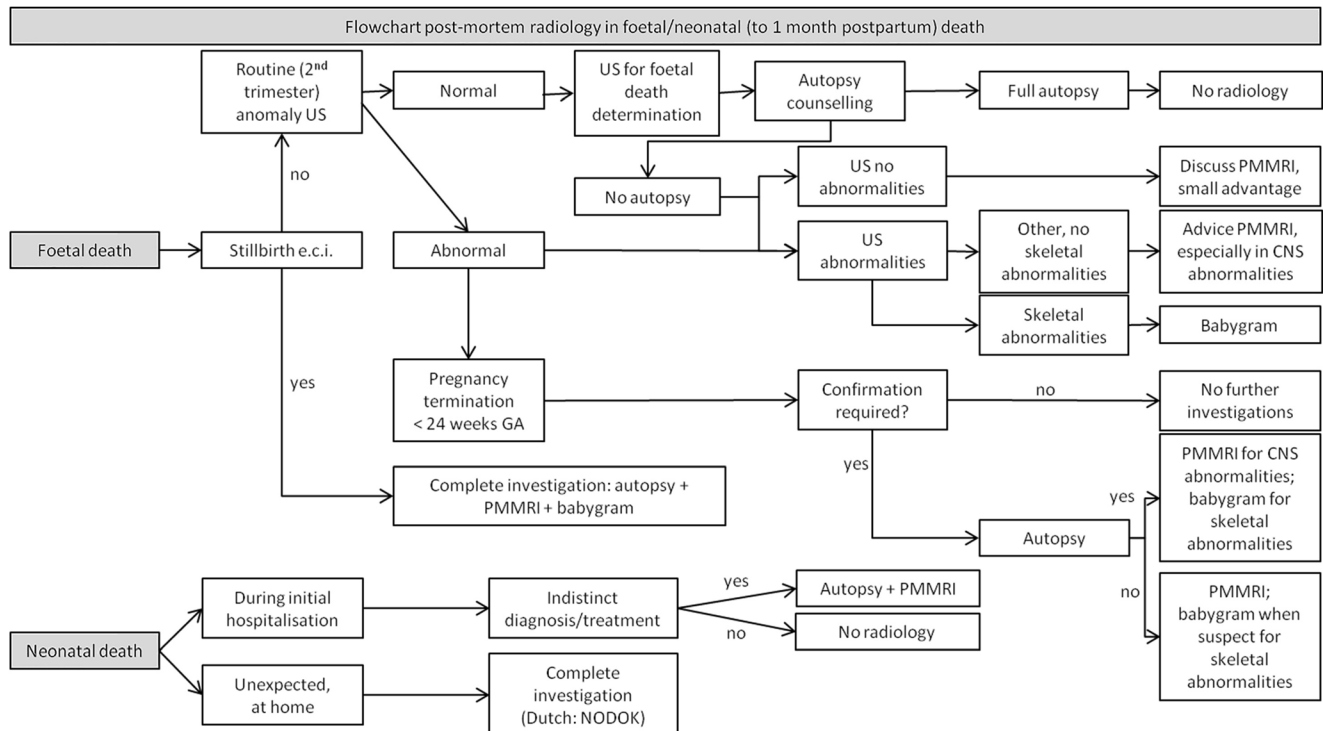 Flowchart post-mortem radiology in foetal/neonatal (to 1 month postpartum) death
Routine (2nd
trimester)
anomaly US
Normal
US for foetal
death
determination
Autopsy
counselling
Full autopsy
No radiology
no
No autopsy
US no
abnormalities
Discuss PMMRI,
small advantage
Foetal death
Stillbirth e.c.i.
Abnormal
US
abnormalities
Other, no
skeletal
abnormalities
Advice PMMRI,
especially in CNS
abnormalities
Skeletal
abnormalities
Babygram
yes
Pregnancy
termination
< 24 weeks GA
Confirmation
required?
no
No further
investigations
yes
Complete investigation: autopsy +
PMMRI + babygram
Autopsy
yes
PMMRI for CNS
abnormalities;
babygram for
skeletal
abnormalities
no
PMMRI;
babygram when
suspect for
skeletal
abnormalities
Neonatal death
During initial
hospitalisation
Indistinct
diagnosis/treatment
yes
Autopsy + PMMRI
no
No radiology
Unexpected,
at home
Complete
investigation
(Dutch: NODOK)